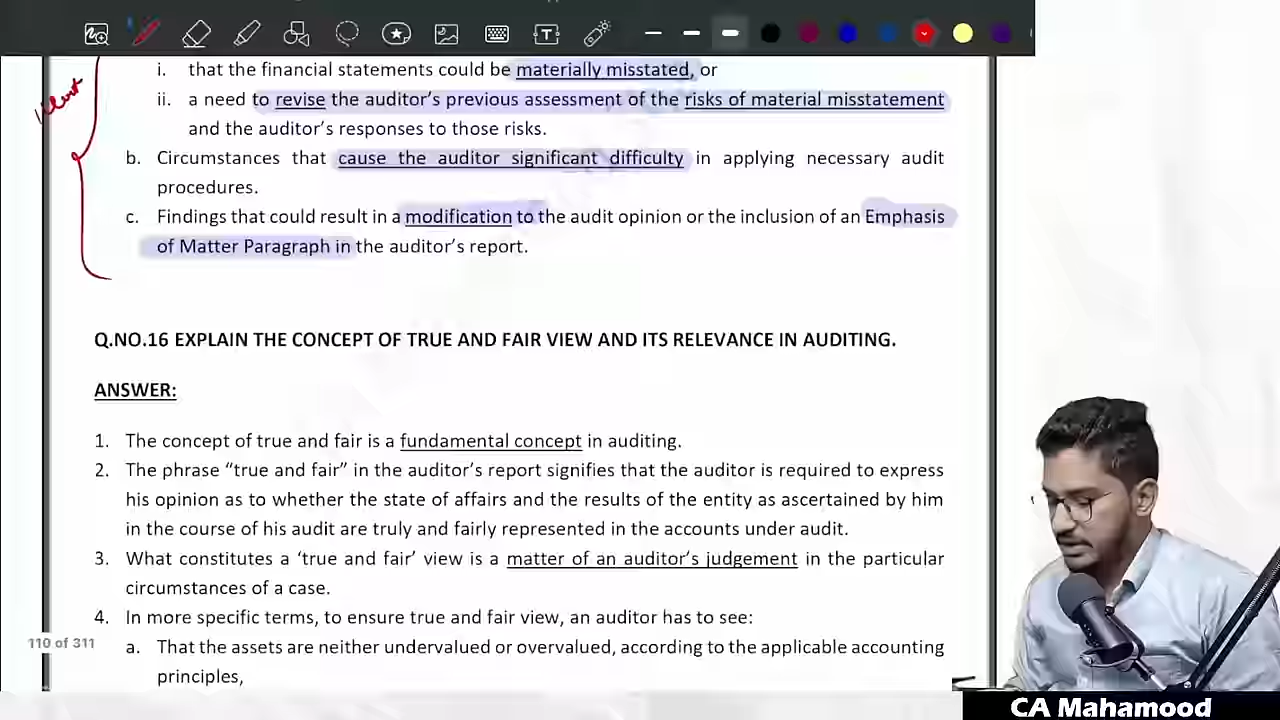 i. that the financial statements could be materially misstated, or
ii. a need to revise the auditor's previous assessment of the risks of material misstatement
and the auditor's responses to those risks.
b. Circumstances that cause the auditor significant difficulty in applying necessary audit
procedures.
c. Findings that could result in a modification to the audit opinion or the inclusion of an Emphasis
of Matter Paragraph in the auditor's report.
Q.NO.16 EXPLAIN THE CONCEPT OF TRUE AND FAIR VIEW AND ITS RELEVANCE IN AUDITING.
ANSWER:
1. The concept of true and fair is a fundamental concept in auditing.
2. The phrase “true and fair” in the auditor's report signifies that the auditor is required to express
his opinion as to whether the state of affairs and the results of the entity as ascertained by him
in the course of his audit are truly and fairly represented in the accounts under audit.
3. What constitutes a ‘true and fair’ view is a matter of an auditor's judgement in the particular
circumstances of a case.
4. In more specific terms, to ensure true and fair view, an auditor has to see:
110 of 311
a. That the assets are neither undervalued or overvalued, according to the applicable accounting
principles,
CA Mahamood